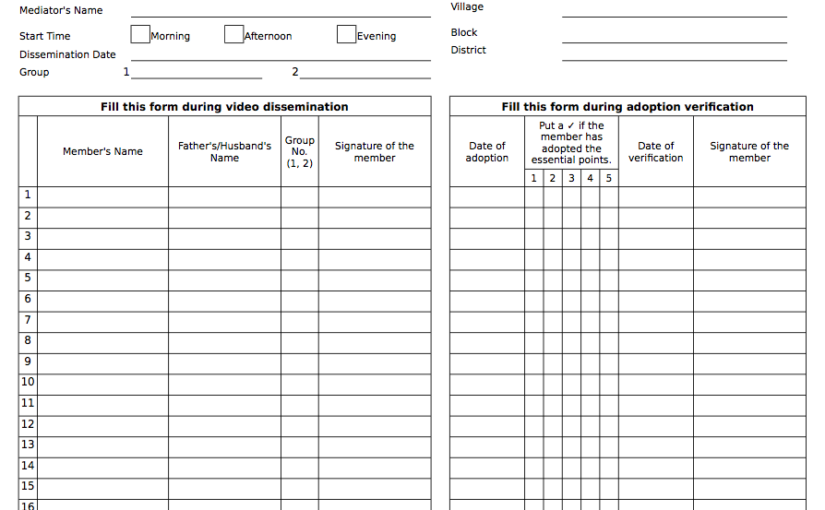 Mediator's Name
Village
Start Time Morning Afternoon Evening
Block
Dissemination Date
District
Group 1 2
Fill this form during video dissemination
Fill this form during adoption verification
Member's Name
Father's/Husband's
Name
Group
No.
(1, 2)
Signature of the
member
Date of
adoption
Put a ✓ if the
member has
adopted the
essential points.
1 2 3 4 5
Date of
verification
Signature of the
member
1
2
3
4
5
6
7
8
9
10
11
12
13
14
15
16